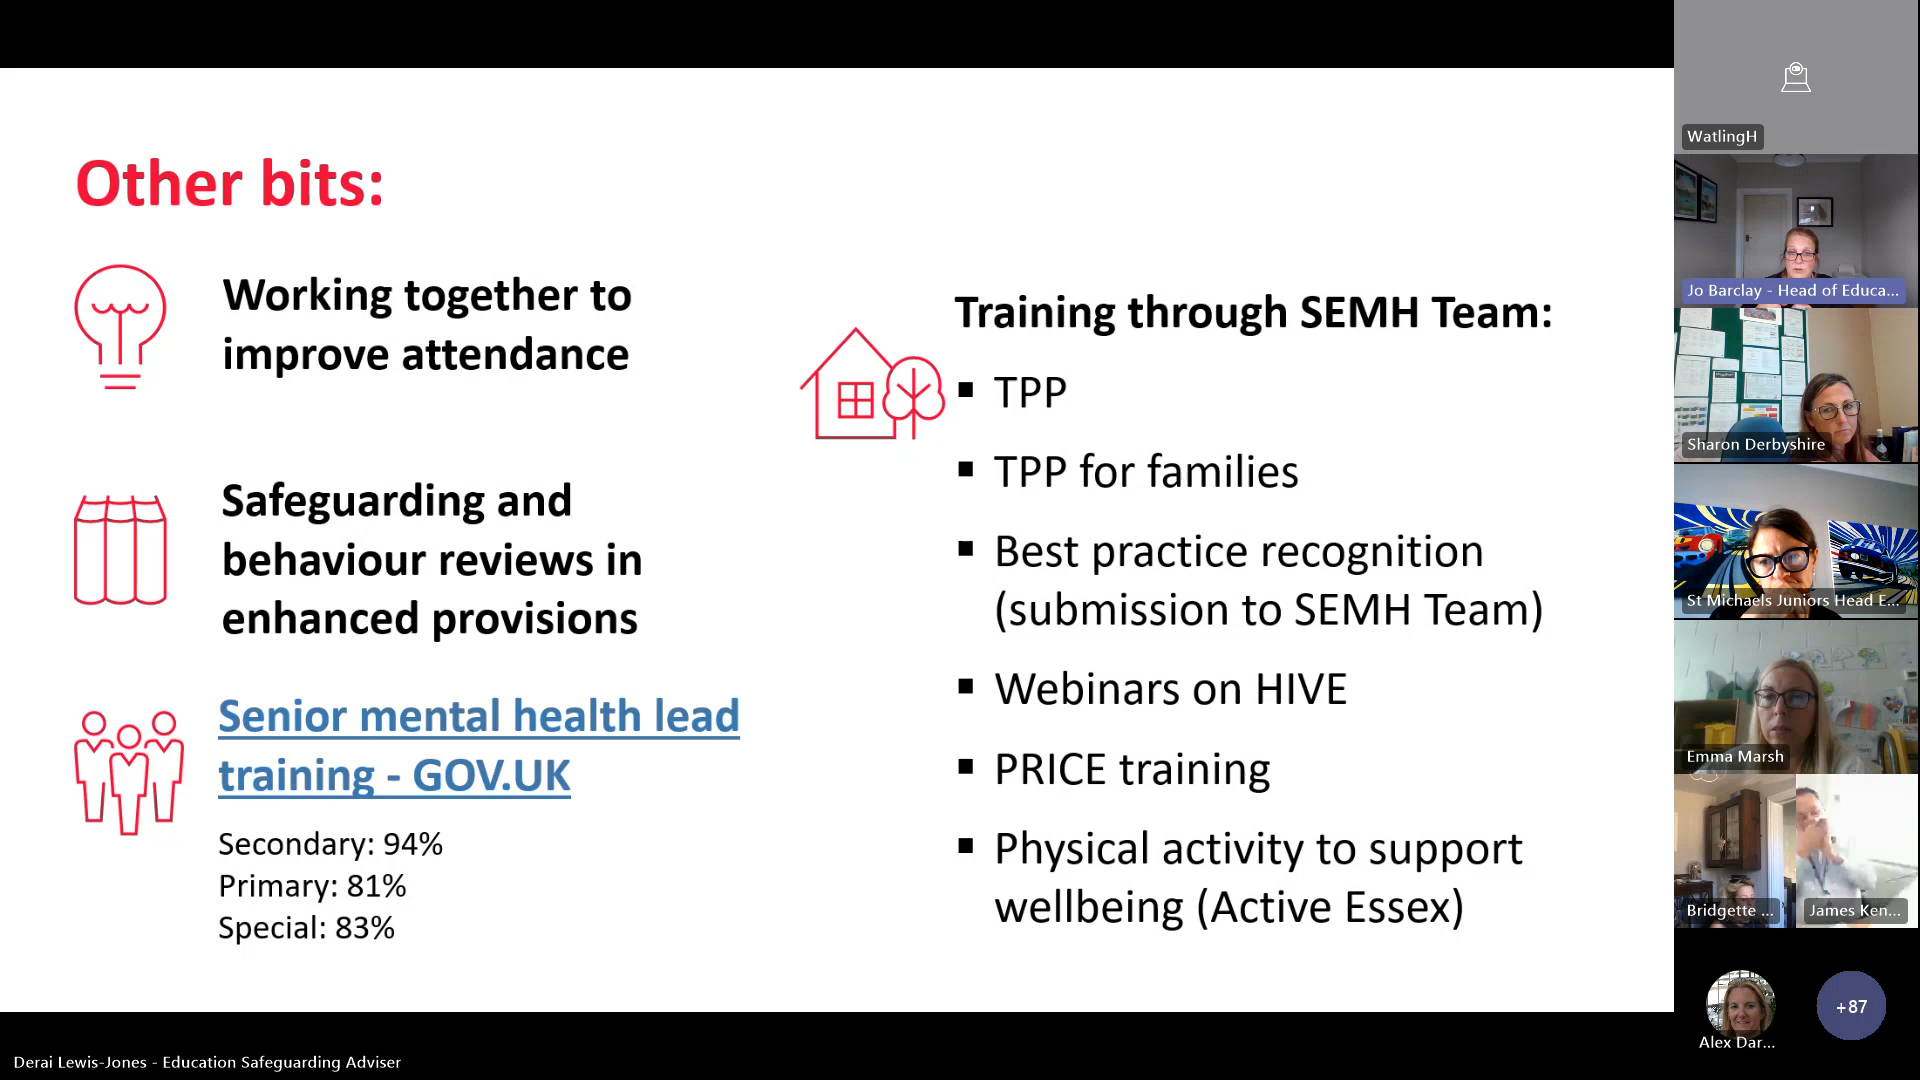 Other bits:
Working together to
improve attendance
Safeguarding and
behaviour reviews in
enhanced provisions
Senior mental health lead
training - GOV.UK
Secondary: 94%
Primary: 81%
Special: 83%
Training through SEMH Team:
▪ TPP
▪ TPP for families
▪ Best practice recognition
(submission to SEMH Team)
▪ Webinars on HIVE
▪ PRICE training
▪ Physical activity to support
wellbeing (Active Essex)
WatlingH
Jo Barclay - Head of Educa...
Sharon Derbyshire
St Michaels Juniors Head E...
Emma Marsh
Bridgette ...
James Ken...
Alex Dar...
+87
Derai Lewis-Jones - Education Safeguarding Adviser